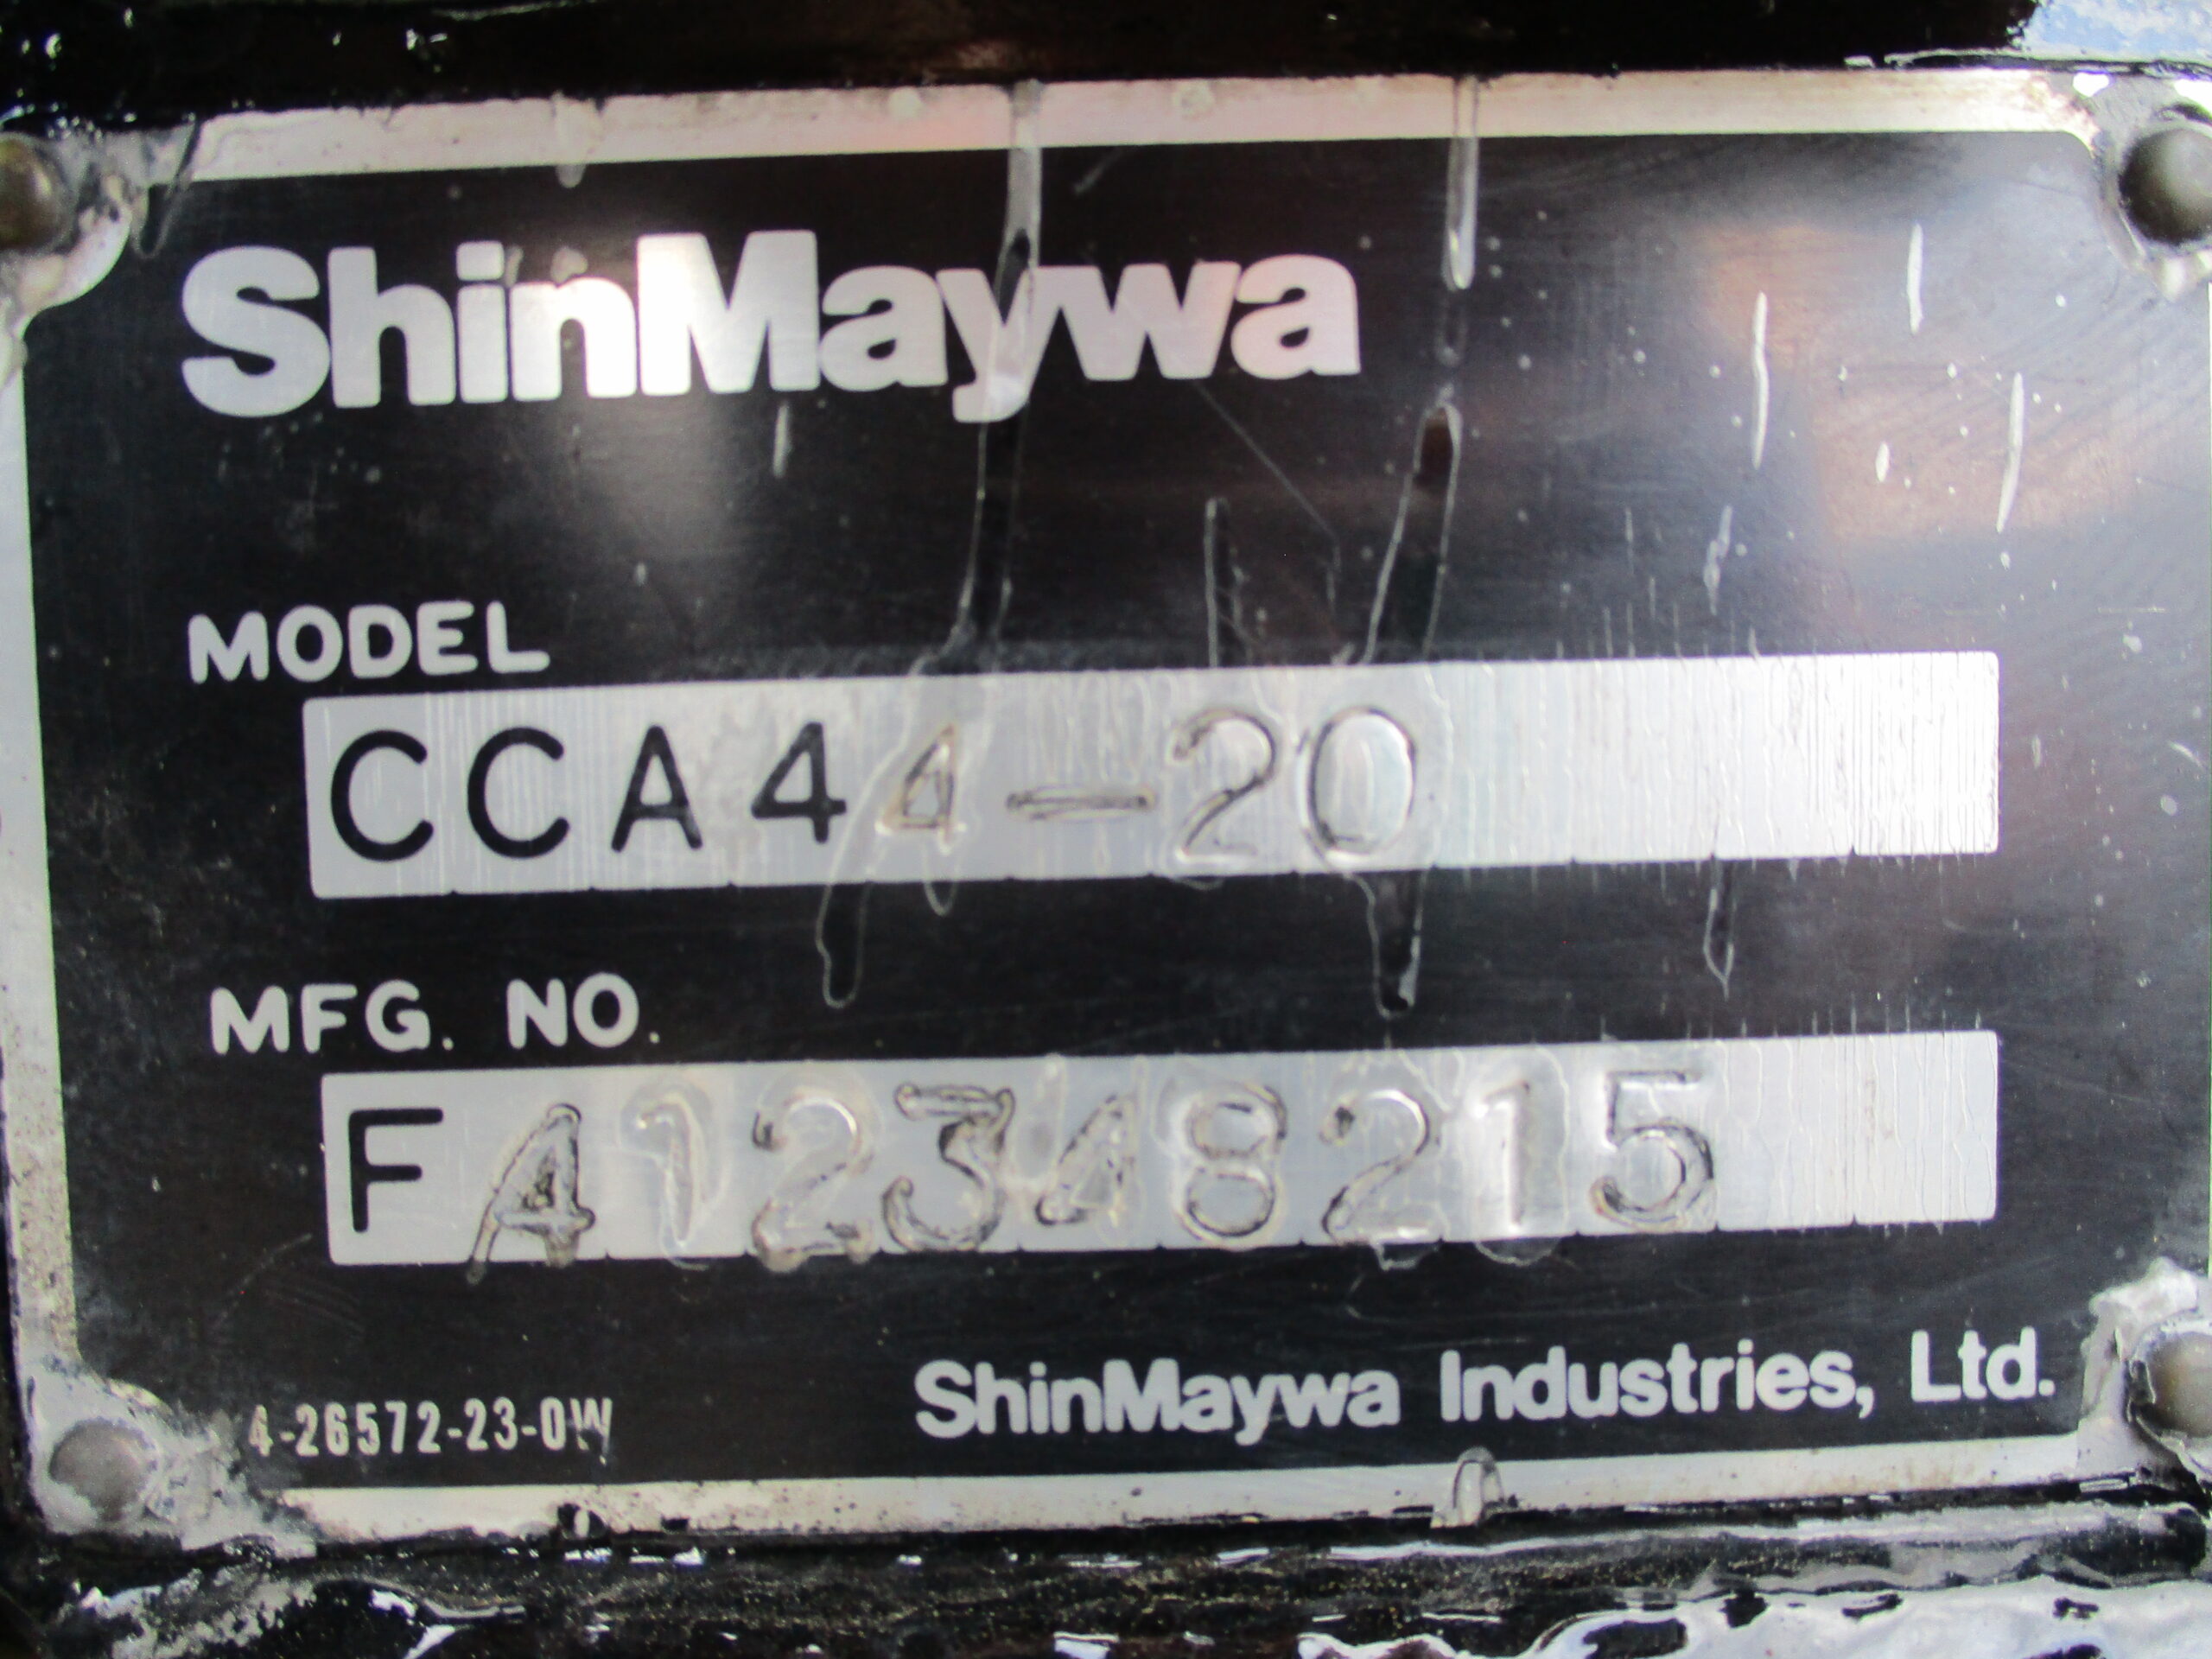 ShinMaywa
MODEL
CCA44-20
MFG. NO.
FA12348215
4-26572-23-0W
ShinMaywa Industries, Ltd.